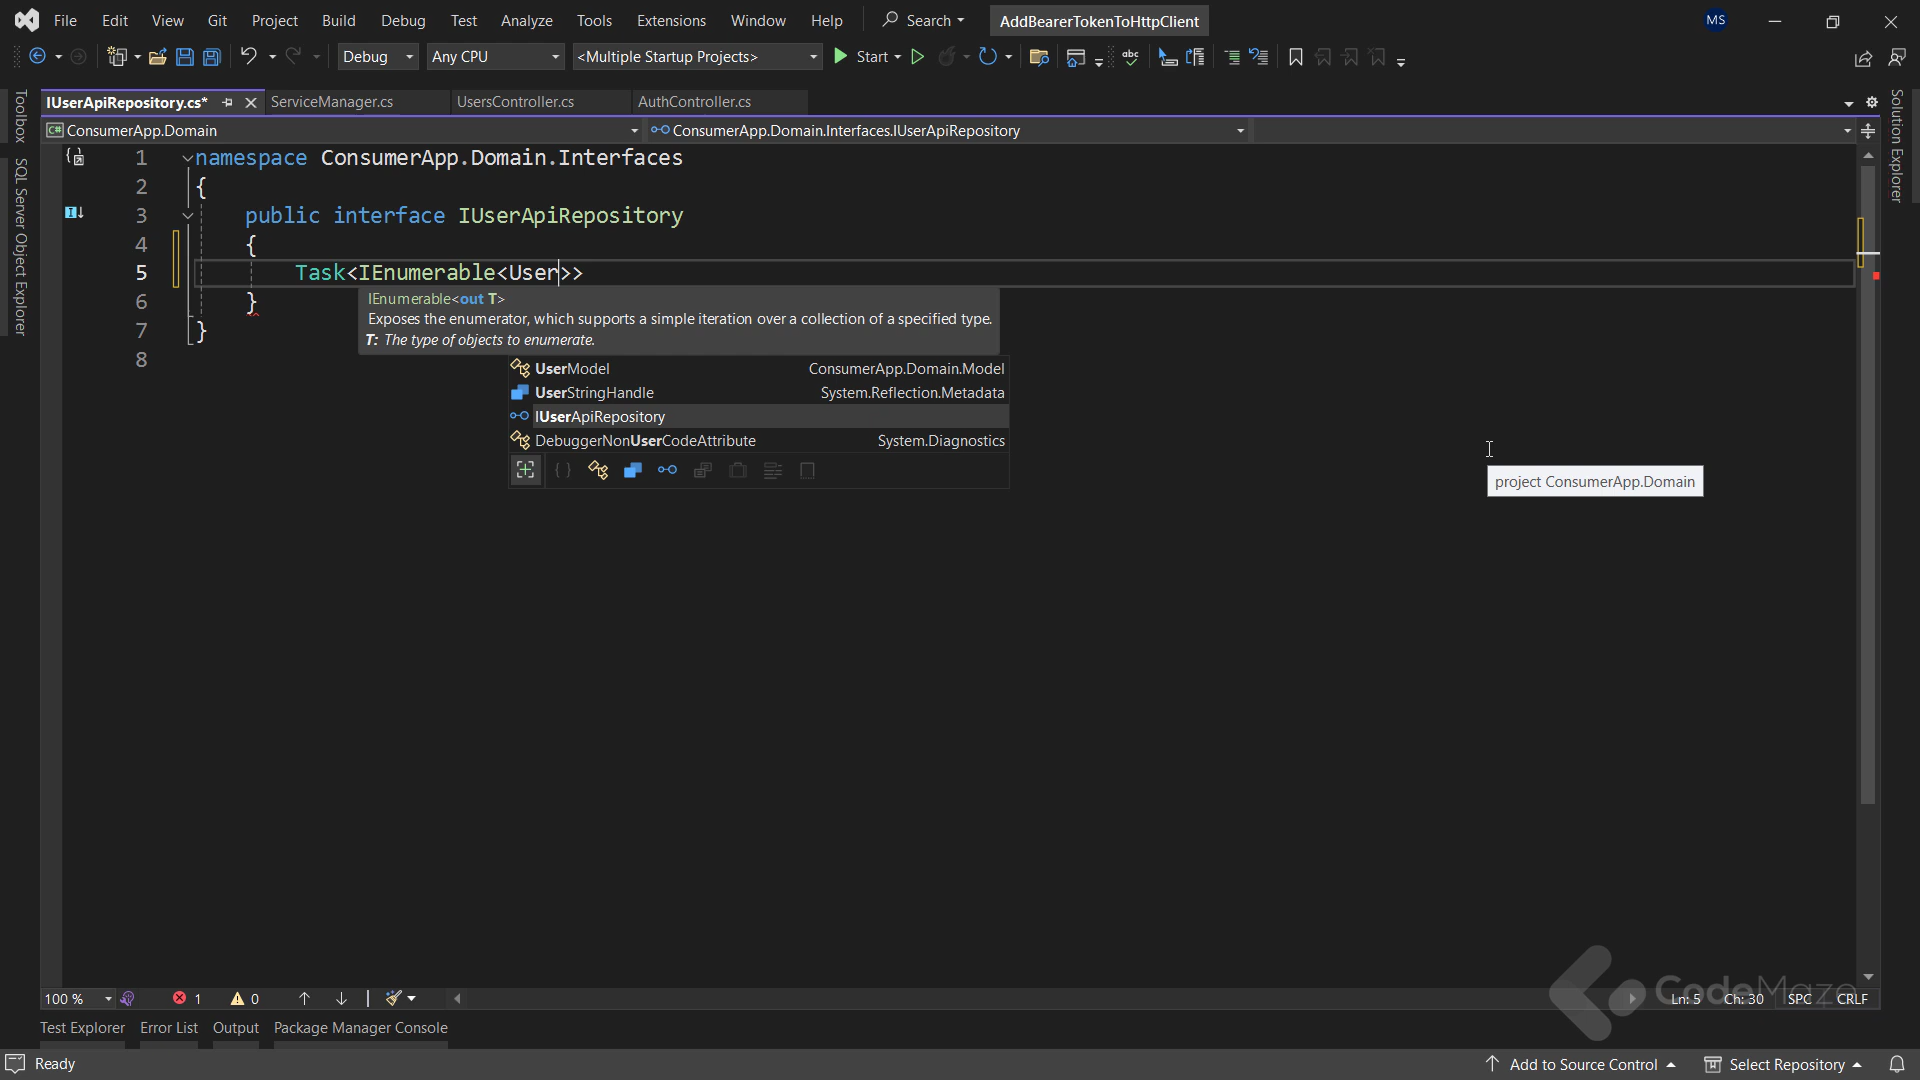 File Edit View Git Project Build Debug Test Analyze Tools Extensions Window Help Search AddBearerTokenToHttpClient MS
Debug Any CPU <Multiple Startup Projects> Start
IUserApiRepository.cs* ServiceManager.cs UsersController.cs AuthController.cs
ConsumerApp.Domain ConsumerApp.Domain.Interfaces.IUserApiRepository
Toolbox
SQL Server Object Explorer
Solution Explorer
1 namespace ConsumerApp.Domain.Interfaces
2 {
3 public interface IUserApiRepository
4 {
5 Task<IEnumerable<User>>
6 }
7 }
8
IEnumerable<out T>
Exposes the enumerator, which supports a simple iteration over a collection of a specified type.
T: The type of objects to enumerate.
UserModel ConsumerApp.Domain.Model
UserStringHandle System.Reflection.Metadata
IUserApiRepository
DebuggerNonUserCodeAttribute System.Diagnostics
project ConsumerApp.Domain
100 % 1 0 Ln: 5 Ch: 30 SPC CRLF
CodeMaze
Test Explorer Error List Output Package Manager Console
Ready Add to Source Control Select Repository